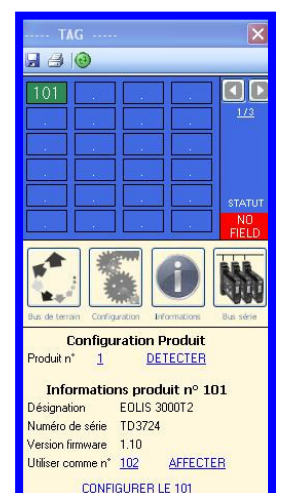 ----- TAG -----
101 . . .
. . . .
. . . .
. . . .
. . . .
. . . .
1/3
STATUT
NO
FIELD
Bus de terrain Configuration Informations Bus série
Configuration Produit
Produit n° 1 DETECTER
Informations produit n° 101
Désignation EOLIS 3000T2
Numéro de série TD3724
Version firmware 1.10
Utiliser comme n° 102 AFFECTER
CONFIGURER LE 101